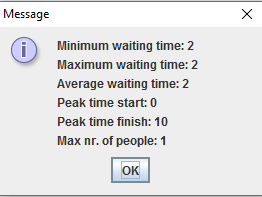 Message
Minimum waiting time: 2
Maximum waiting time: 2
Average waiting time: 2
Peak time start: 0
Peak time finish: 10
Max nr. of people: 1
OK